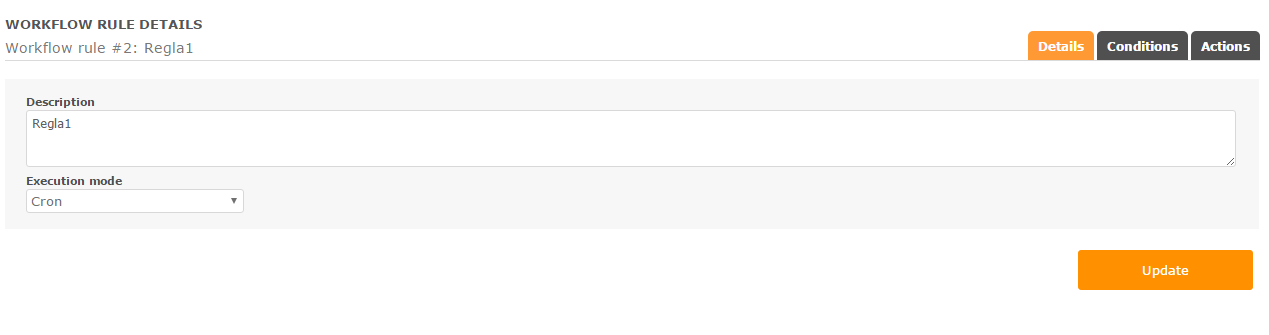 WORKFLOW RULE DETAILS
Workflow rule #2: Regla1
Details Conditions Actions
Description
Regla1
Execution mode
Cron
Update